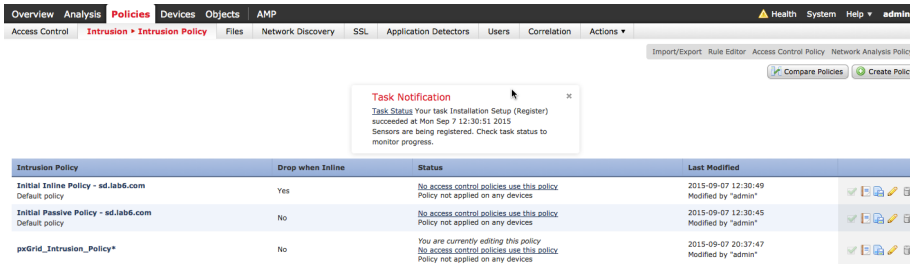 Overview Analysis Policies Devices Objects AMP Health System Help ▾ admin
Access Control Intrusion ▸ Intrusion Policy Files Network Discovery SSL Application Detectors Users Correlation Actions ▾
Import/Export Rule Editor Access Control Policy Network Analysis Policy
Compare Policies Create Polic
Task Notification ×
Task Status Your task Installation Setup (Register)
succeeded at Mon Sep 7 12:30:51 2015
Sensors are being registered. Check task status to
monitor progress.
Intrusion Policy Drop when Inline Status Last Modified
Initial Inline Policy - sd.lab6.com Yes No access control policies use this policy 2015-09-07 12:30:49
Default policy Policy not applied on any devices Modified by "admin"
Initial Passive Policy - sd.lab6.com No No access control policies use this policy 2015-09-07 12:30:45
Default policy Policy not applied on any devices Modified by "admin"
You are currently editing this policy
pxGrid_Intrusion_Policy* No No access control policies use this policy 2015-09-07 20:37:47
Policy not applied on any devices Modified by "admin"